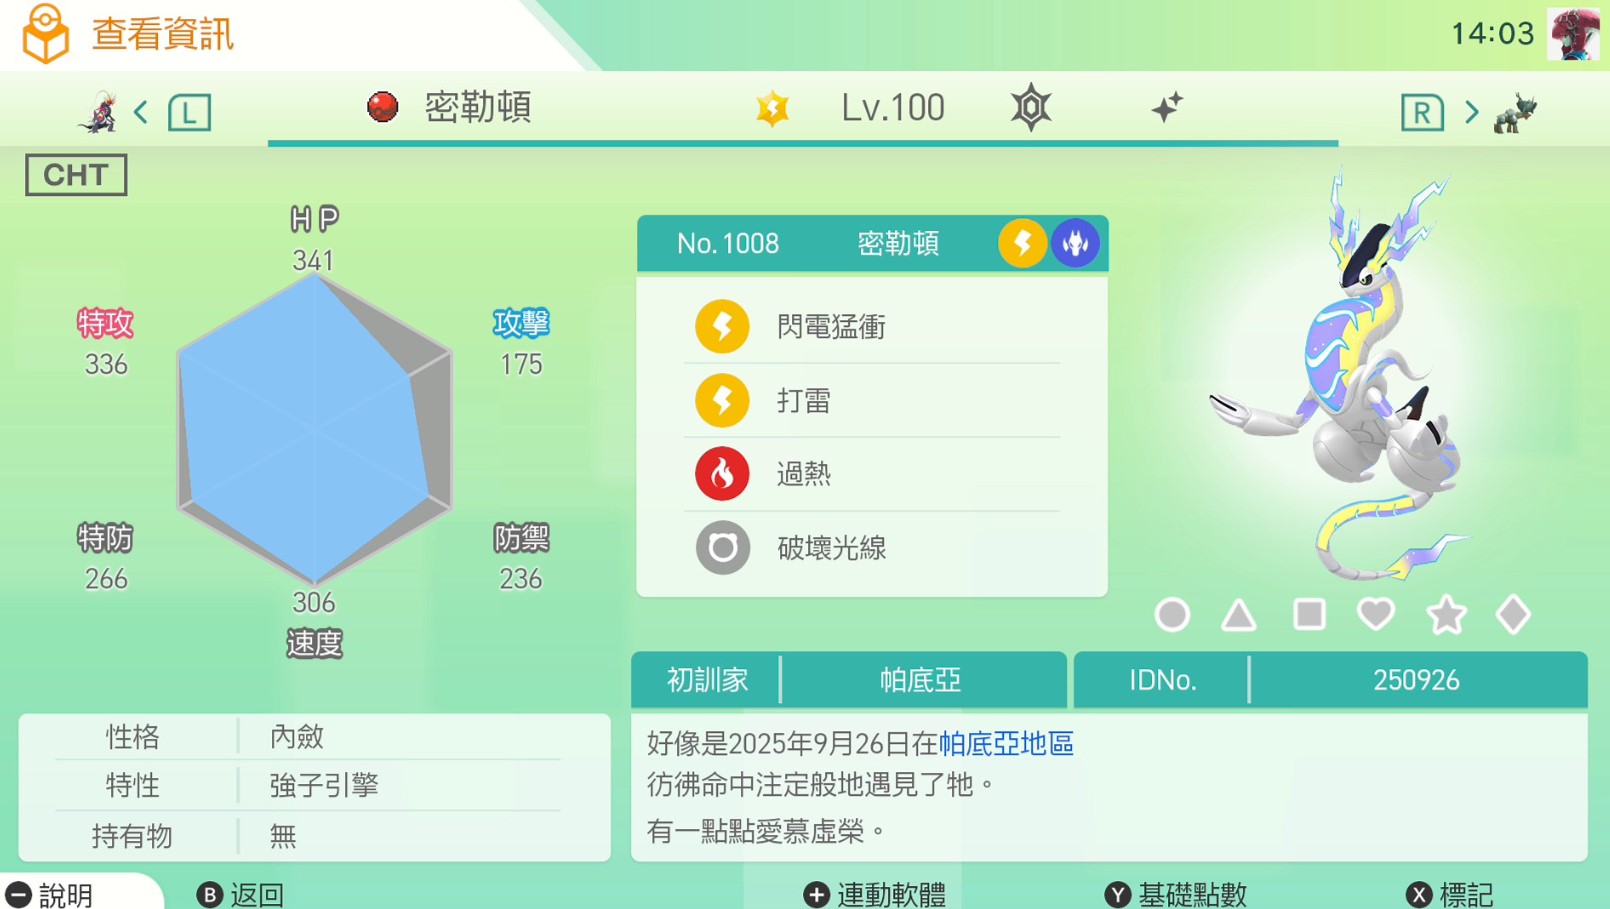 查看資訊
14:03
L
密勒頓
Lv.100
R
CHT
HP
341
特攻
336
攻擊
175
特防
266
防禦
236
306
速度
No.1008 密勒頓
閃電猛衝
打雷
過熱
破壞光線
初訓家 帕底亞
IDNo. 250926
性格 內斂
特性 強子引擎
持有物 無
好像是2025年9月26日在帕底亞地區
彷彿命中注定般地遇見了牠。
有一點點愛慕虛榮。
說明
B 返回
連動軟體
Y 基礎點數
X 標記